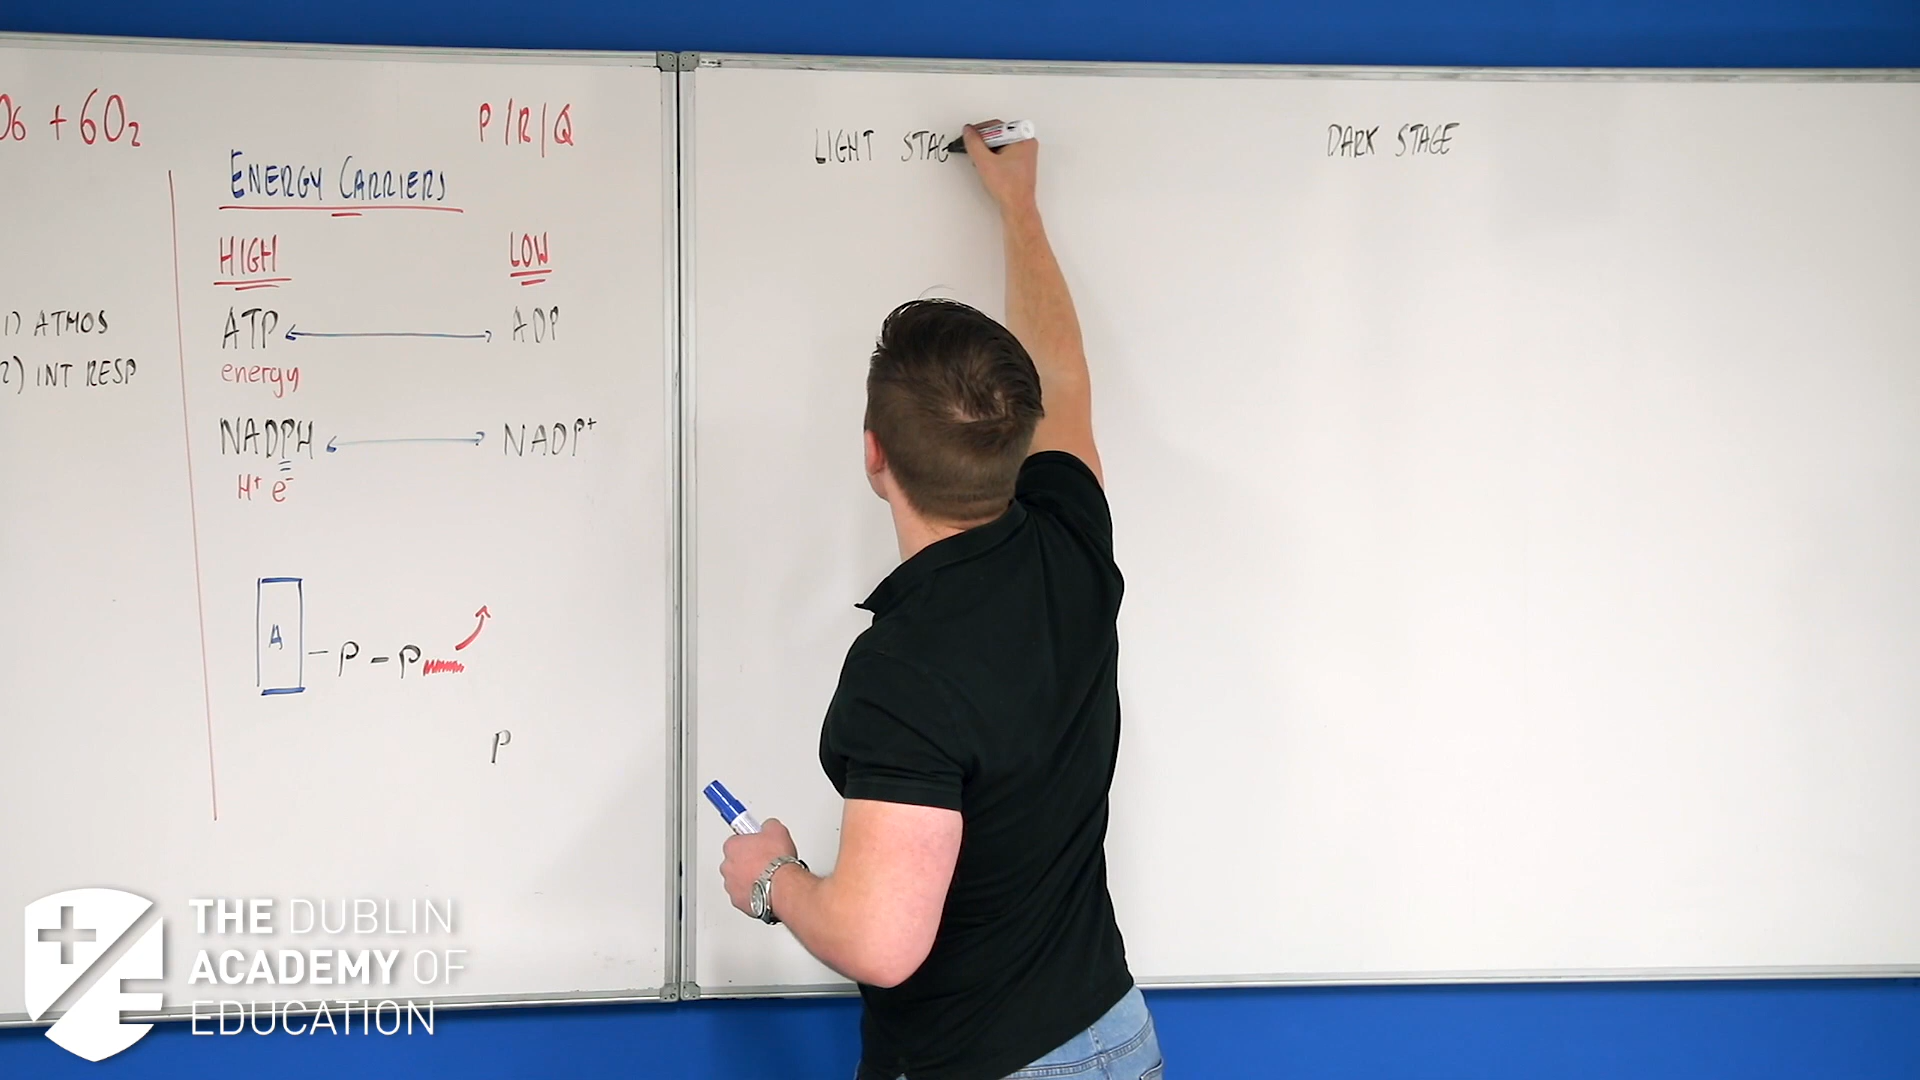 O6 + 6O2
P/R/Q
ENERGY CARRIERS
HIGH
LOW
ATP
ADP
energy
NADPH
NADP+
H+ e-
1) ATMOS
2) INT RESP
A - P - P
P
LIGHT STAG
DARK STAGE
THE DUBLIN
ACADEMY OF
EDUCATION